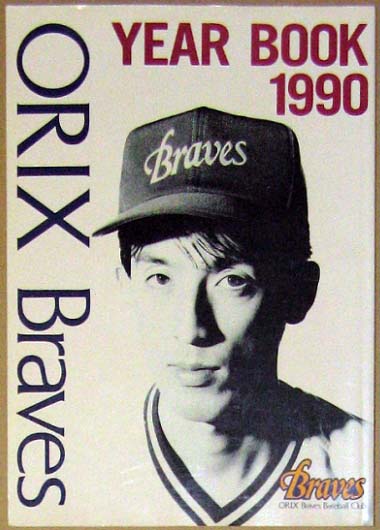 YEAR BOOK
1990
ORIX Braves
Braves
Braves
ORIX Braves Baseball Club